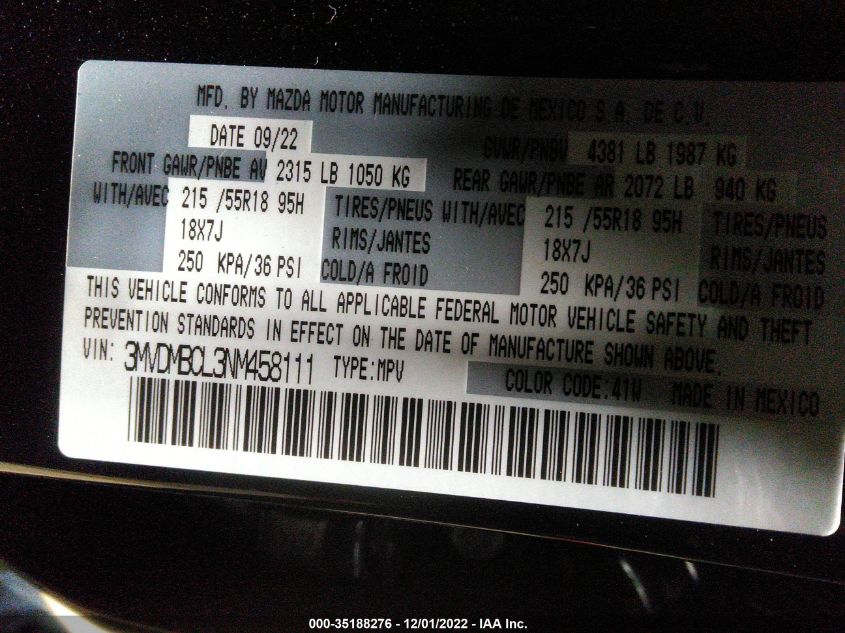 MFD. BY MAZDA MOTOR MANUFACTURING DE MEXICO S.A. DE C.V.
DATE 09/22 GVWR/PNBV 4381 LB 1987 KG
FRONT GAWR/PNBE AV 2315 LB 1050 KG REAR GAWR/PNBE AR 2072 LB 940 KG
WITH/AVEC 215 /55R18 95H TIRES/PNEUS WITH/AVEC 215 /55R18 95H TIRES/PNEUS
18X7J RIMS/JANTES 18X7J RIMS/JANTES
250 KPA/36 PSI COLD/A FROID 250 KPA/36 PSI COLD/A FROID
THIS VEHICLE CONFORMS TO ALL APPLICABLE FEDERAL MOTOR VEHICLE SAFETY AND THEFT
PREVENTION STANDARDS IN EFFECT ON THE DATE OF MANUFACTURE SHOWN ABOVE.
VIN: 3MVDMBCL3NM458111 TYPE:MPV COLOR CODE:41W MADE IN MEXICO
000-35188276 - 12/01/2022 - IAA Inc.